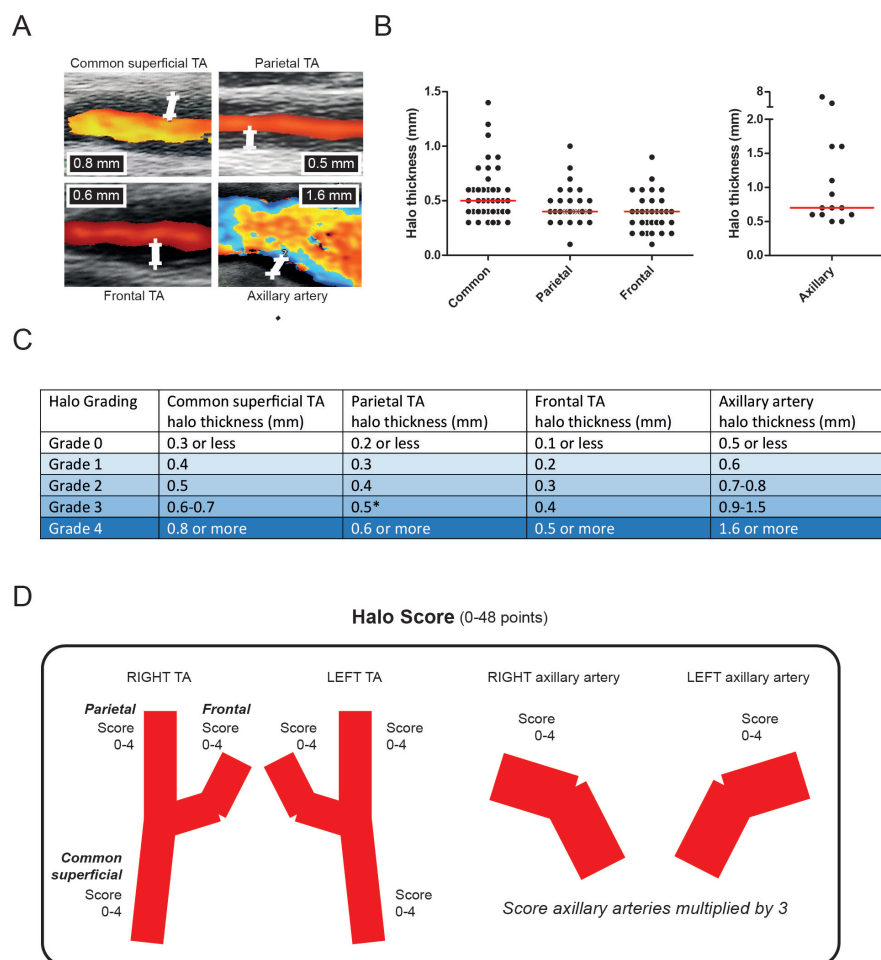 A
Common superficial TA
Parietal TA
0.8 mm
0.5 mm
0.6 mm
1.6 mm
Frontal TA
Axillary artery
B
Halo thickness (mm)
1.5
1.0
0.5
0.0
Common
Parietal
Frontal
Halo thickness (mm)
8
2.0
1.0
0.5
0.0
Axillary
C
Halo Grading
Common superficial TA
halo thickness (mm)
Parietal TA
halo thickness (mm)
Frontal TA
halo thickness (mm)
Axillary artery
halo thickness (mm)
Grade 0 0.3 or less 0.2 or less 0.1 or less 0.5 or less
Grade 1 0.4 0.3 0.2 0.6
Grade 2 0.5 0.4 0.3 0.7-0.8
Grade 3 0.6-0.7 0.5* 0.4 0.9-1.5
Grade 4 0.8 or more 0.6 or more 0.5 or more 1.6 or more
D
Halo Score (0-48 points)
RIGHT TA
LEFT TA
RIGHT axillary artery
LEFT axillary artery
Parietal
Score
0-4
Frontal
Score
0-4
Score
0-4
Score
0-4
Score
0-4
Score
0-4
Common
superficial
Score
0-4
Score
0-4
Score axillary arteries multiplied by 3